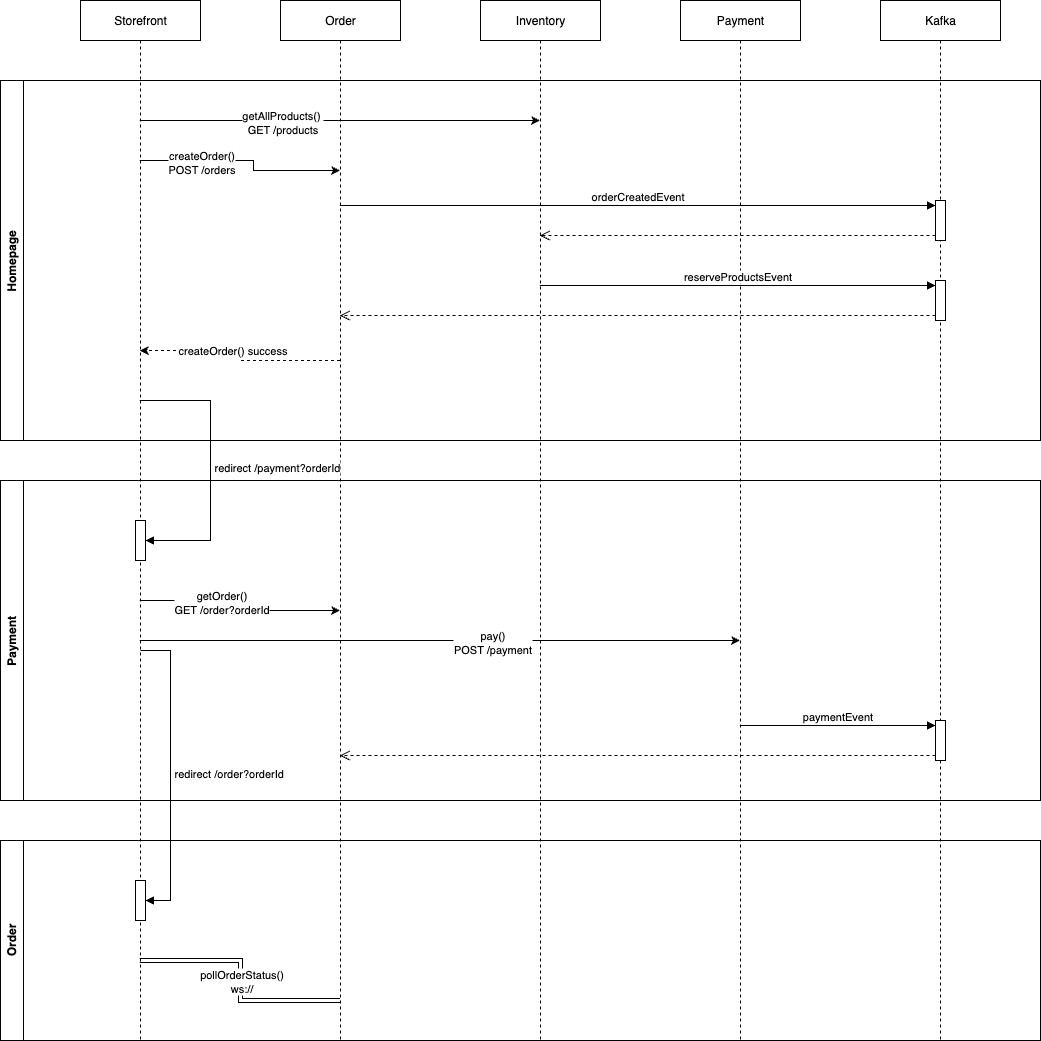 Storefront
Order
Inventory
Payment
Kafka
Homepage
getAllProducts()
GET /products
createOrder()
POST /orders
orderCreatedEvent
reserveProductsEvent
createOrder() success
redirect /payment?orderId
Payment
getOrder()
GET /order?orderId
pay()
POST /payment
paymentEvent
redirect /order?orderId
Order
pollOrderStatus()
ws://